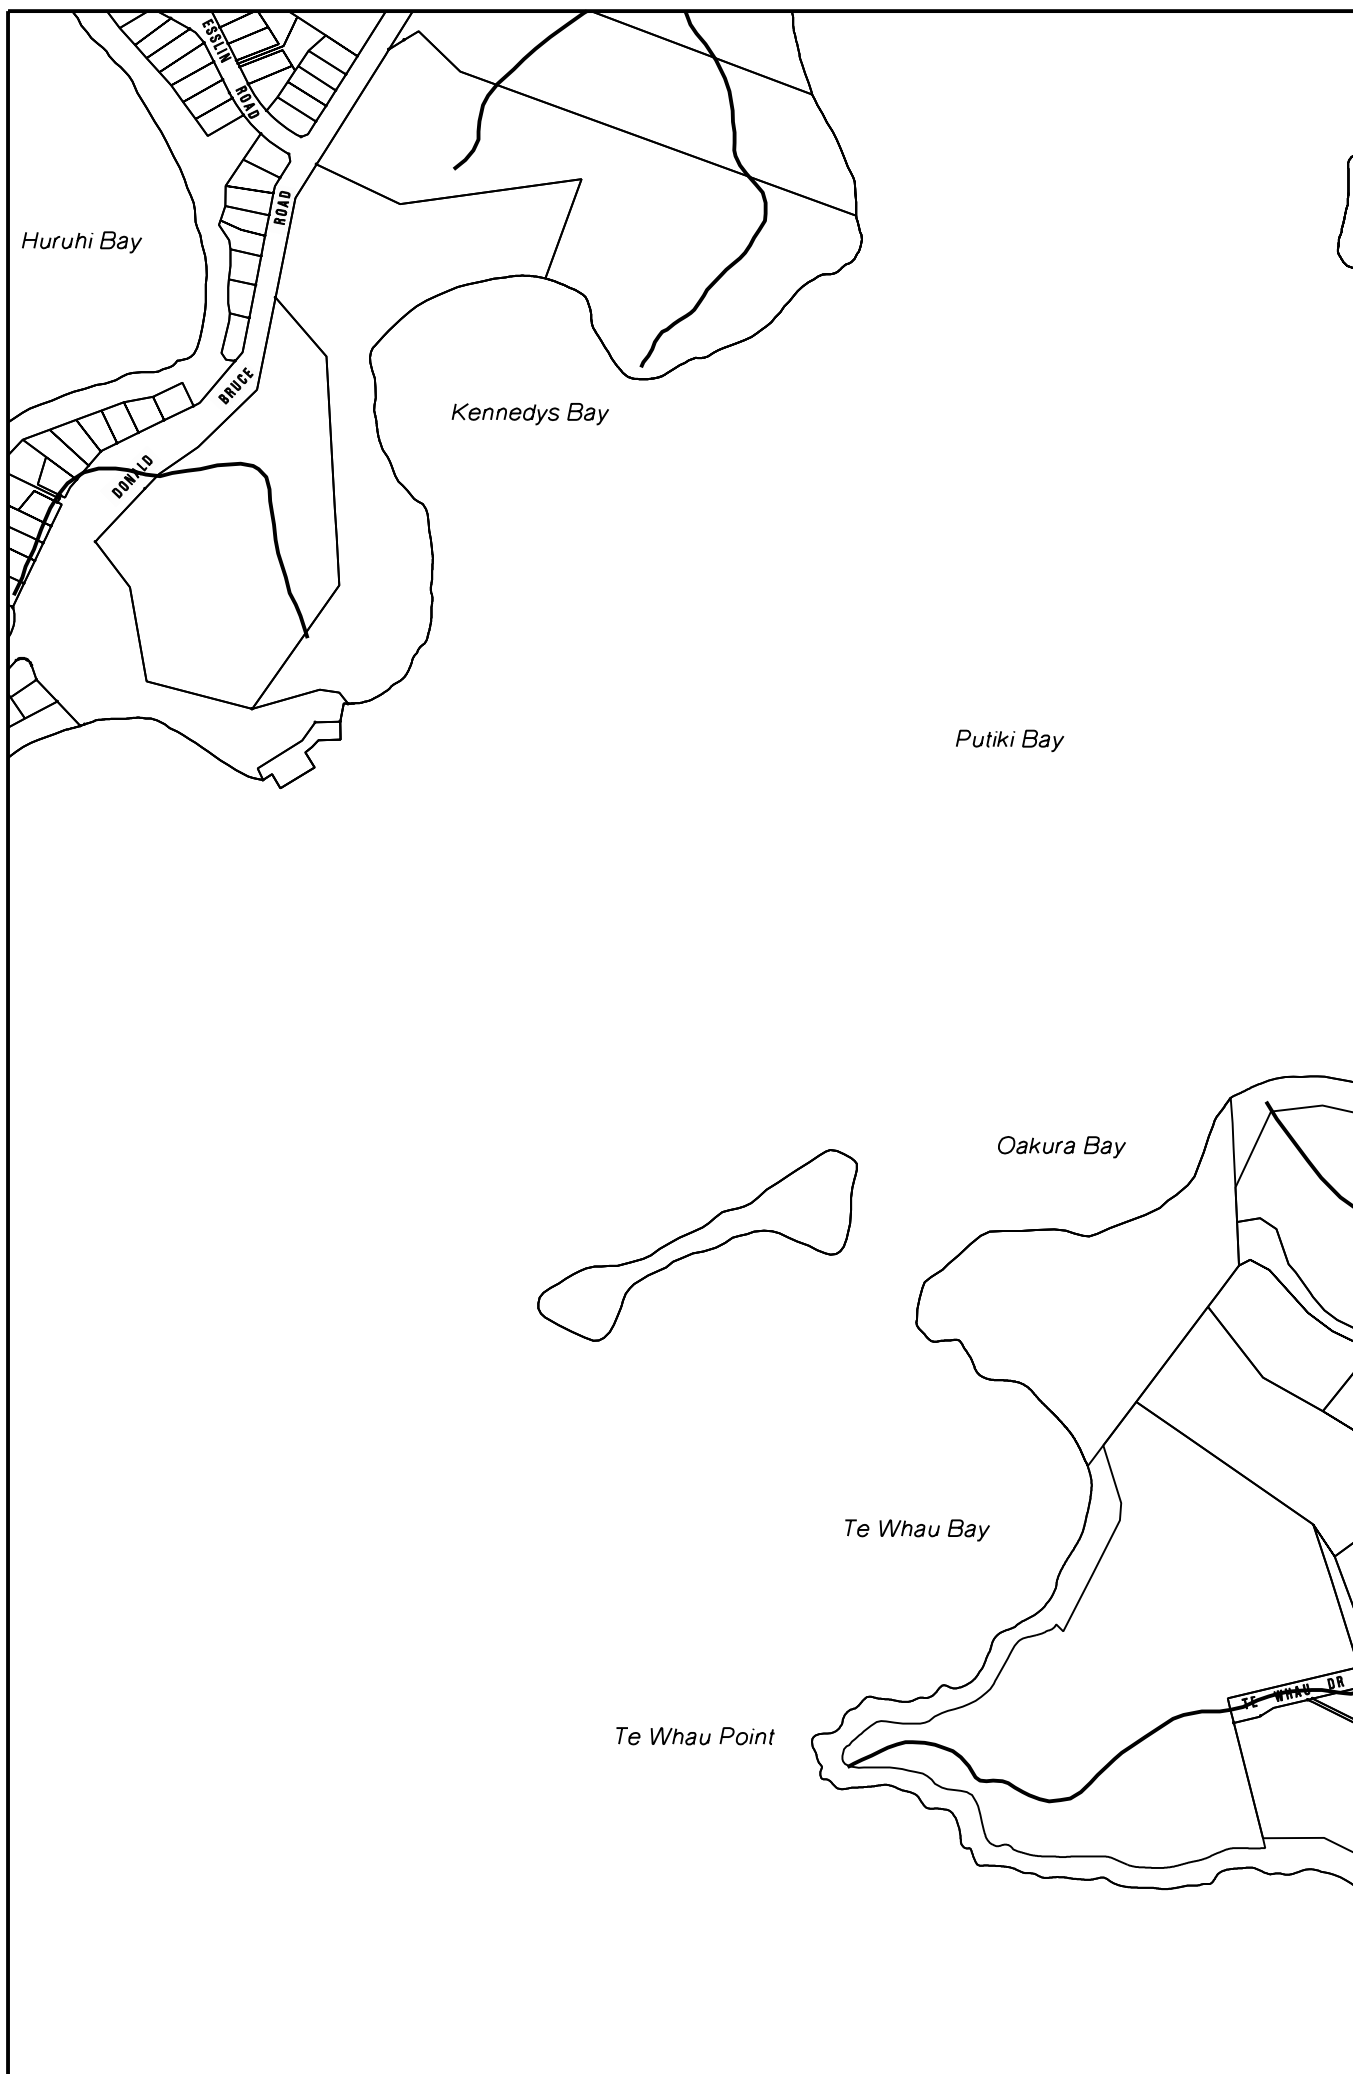 ESSLIN ROAD
ROAD
Huruhi Bay
BRUCE
Kennedys Bay
DONALD
Putiki Bay
Oakura Bay
Te Whau Bay
TE WHAU DR
Te Whau Point